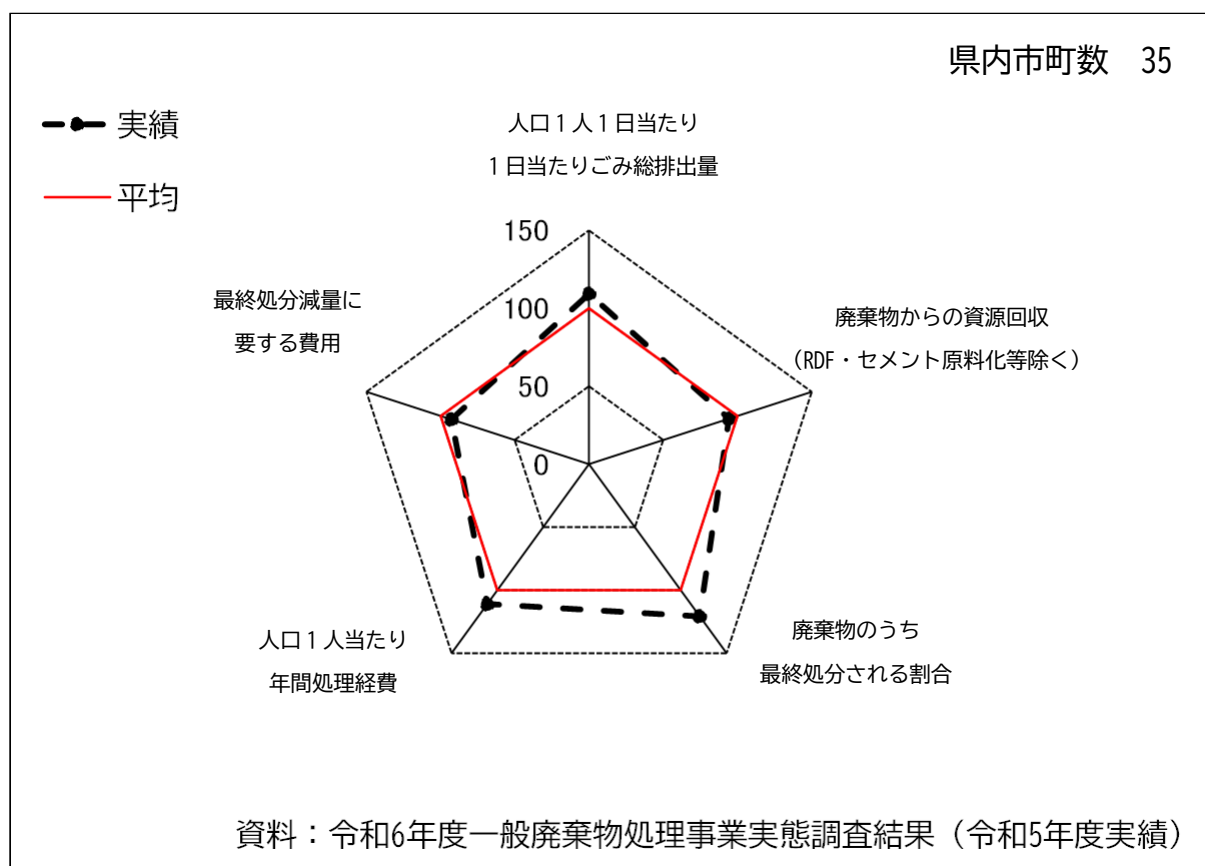 県内市町数　35
実績
平均
人口１人１日当たり
１日当たりごみ総排出量
150
100
50
0
最終処分減量に
要する費用
廃棄物からの資源回収
（RDF・セメント原料化等除く）
人口１人当たり
年間処理経費
廃棄物のうち
最終処分される割合
資料：令和6年度一般廃棄物処理事業実態調査結果（令和5年度実績）